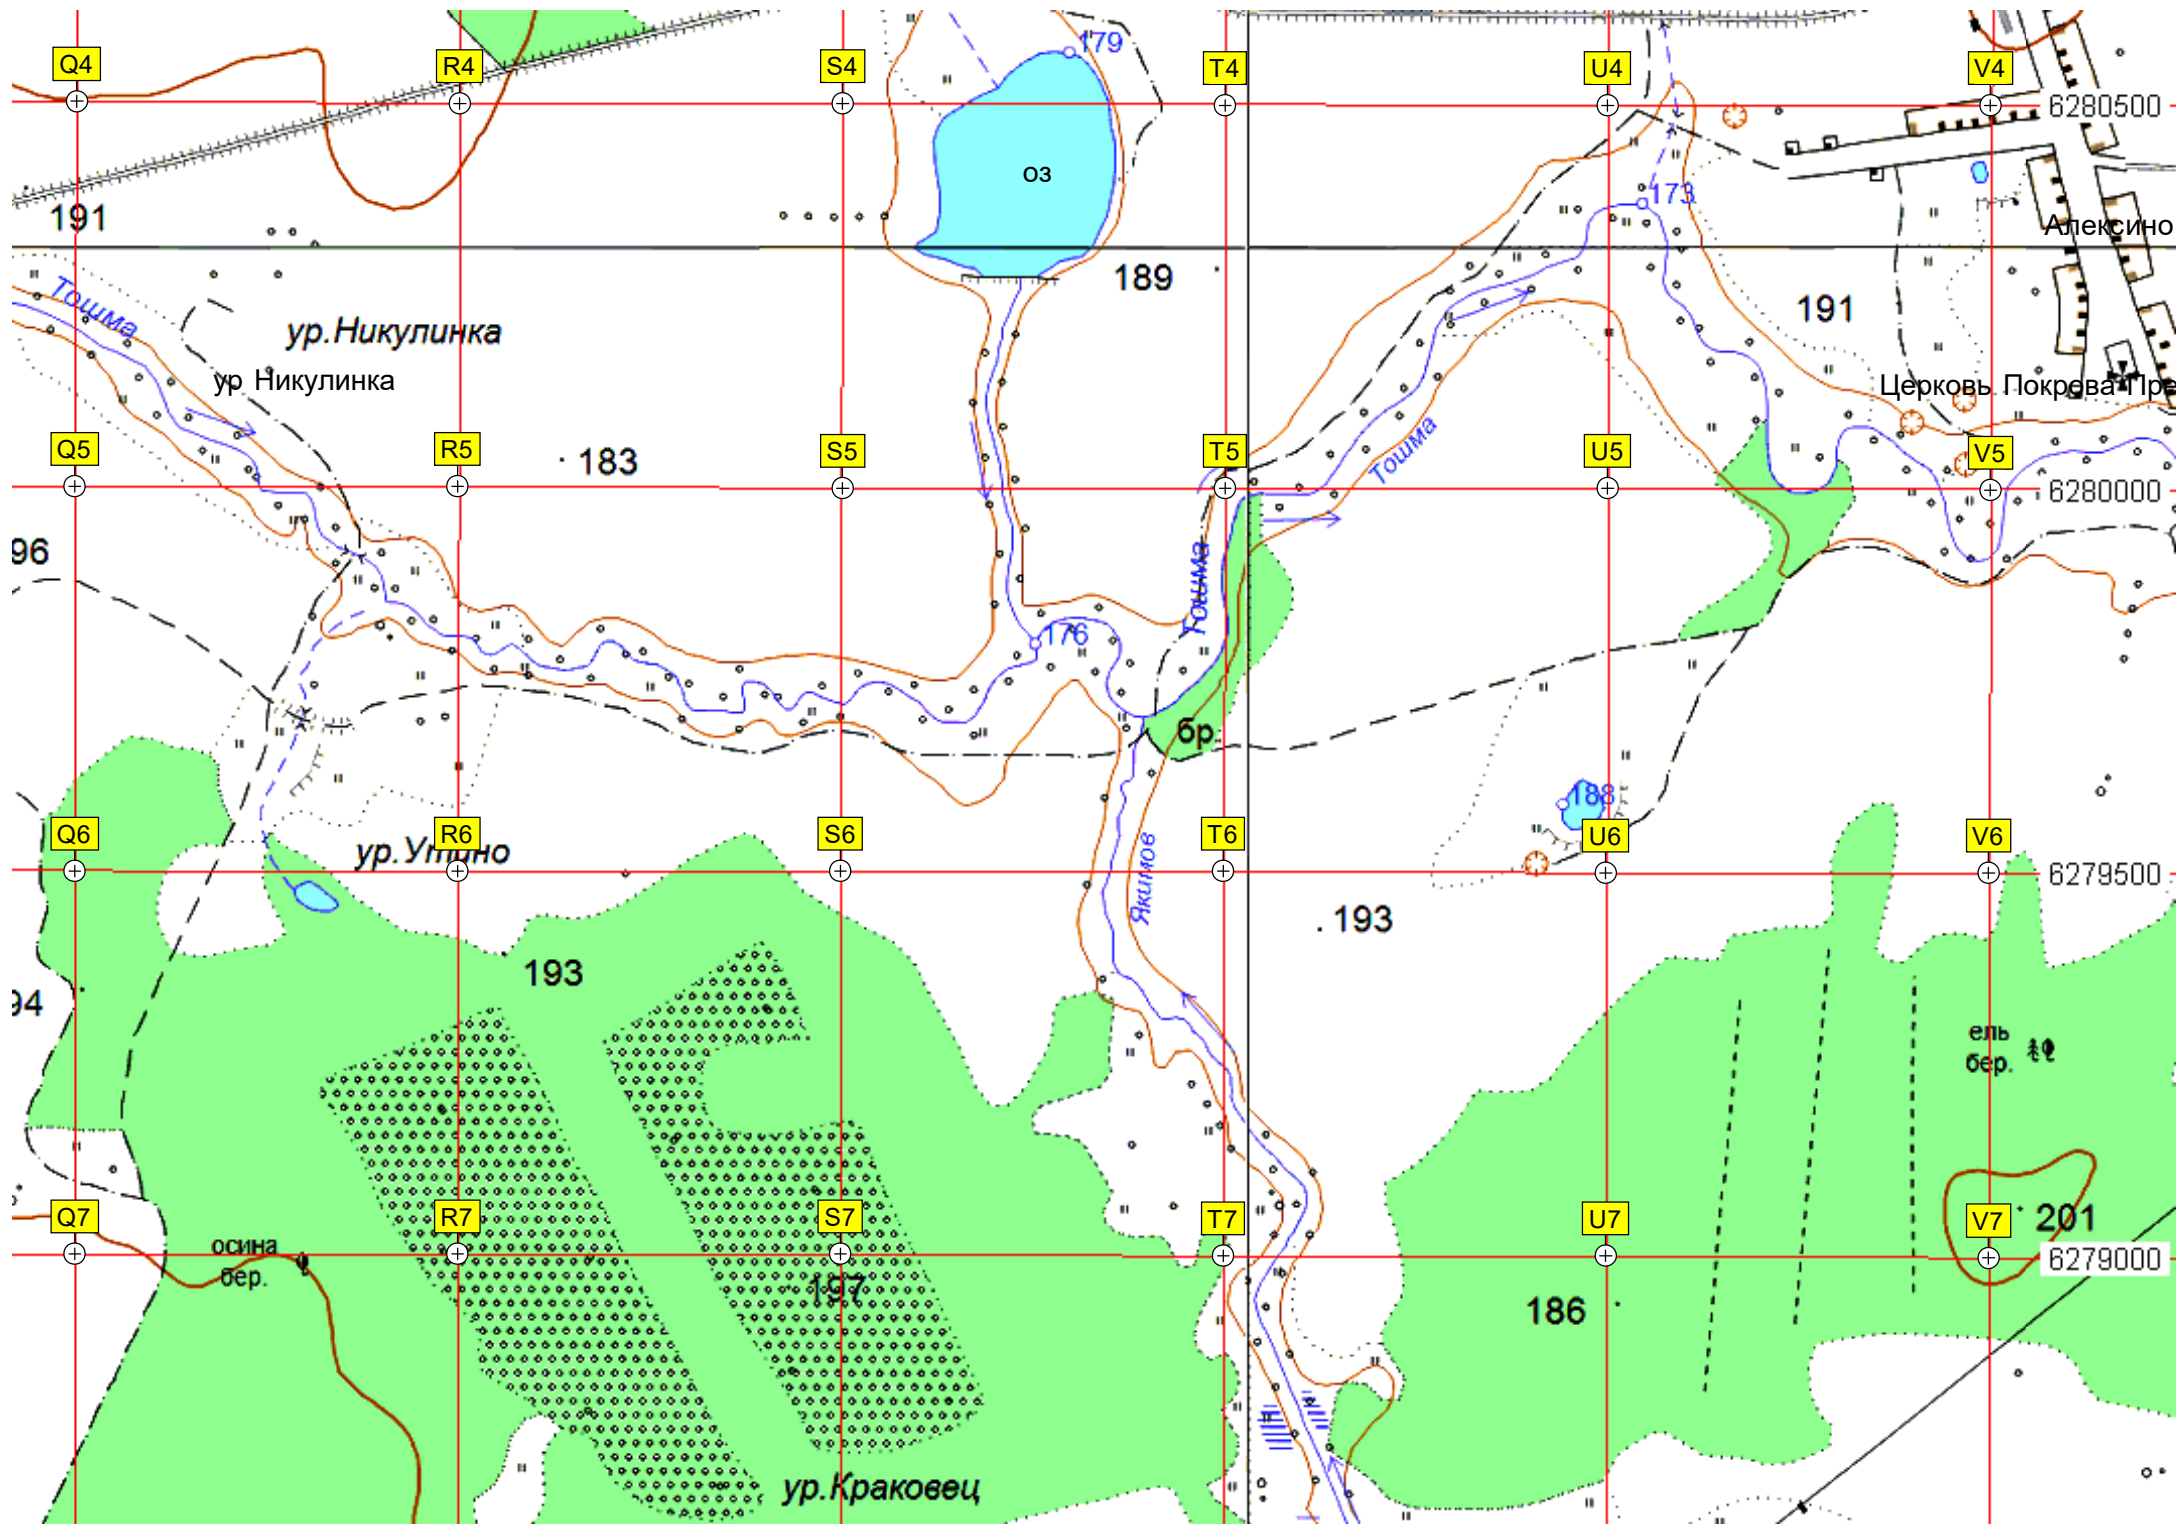 179
Q4
R4
S4
T4
U4
V4
6280500
оз
173
191
Алексино
189
Тошма
191
ур.Никулинка
ур Никулинка
Церковь Покрова Пре
Тошма
Q5
R5
S5
T5
U5
V5
183
6280000
96
Тошма
176
бр.
188
Q6
R6
S6
T6
U6
V6
ур.Утино
6279500
Якимов
193
193
94
ель
бер.
Q7
R7
S7
T7
U7
V7
201
осина
бер.
6279000
197
186
ур.Краковец